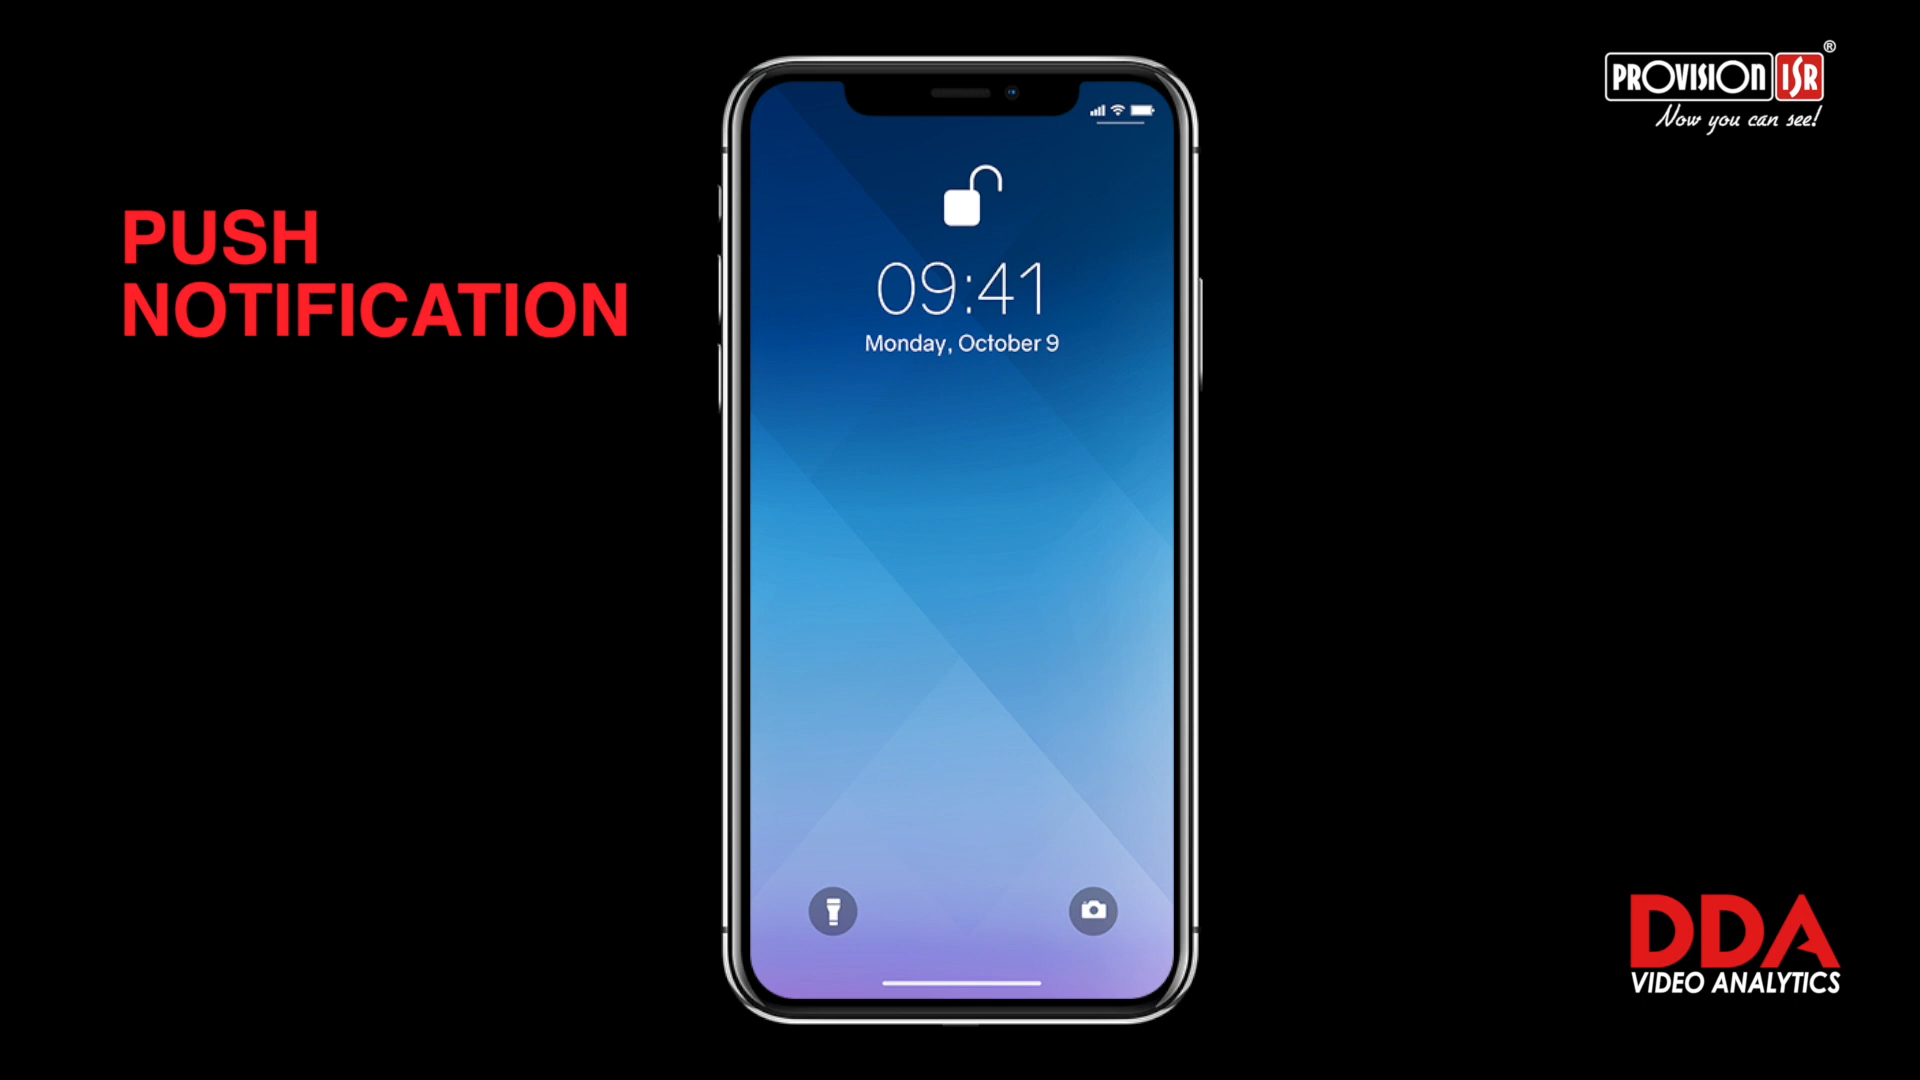 PROVISION ISR®
Now you can see!
PUSH
NOTIFICATION
09:41
Monday, October 9
DDA
VIDEO ANALYTICS